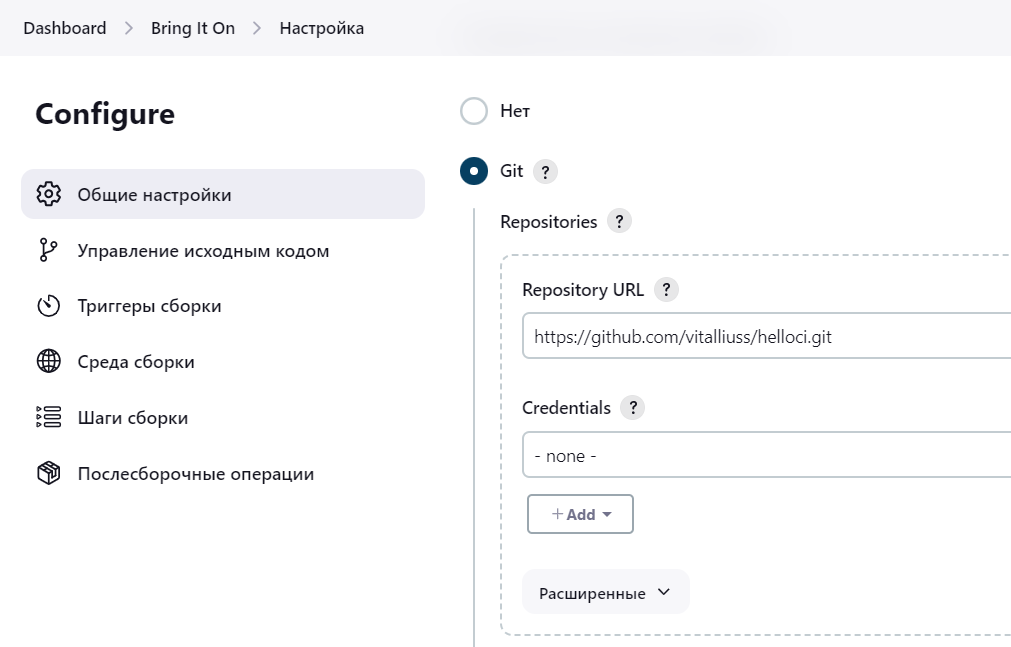 Dashboard > Bring It On > Настройка
Configure
Общие настройки
Управление исходным кодом
Триггеры сборки
Среда сборки
Шаги сборки
Послесборочные операции
Нет
Git ?
Repositories ?
Repository URL ?
https://github.com/vitalliuss/helloci.git
Credentials ?
- none -
+ Add
Расширенные